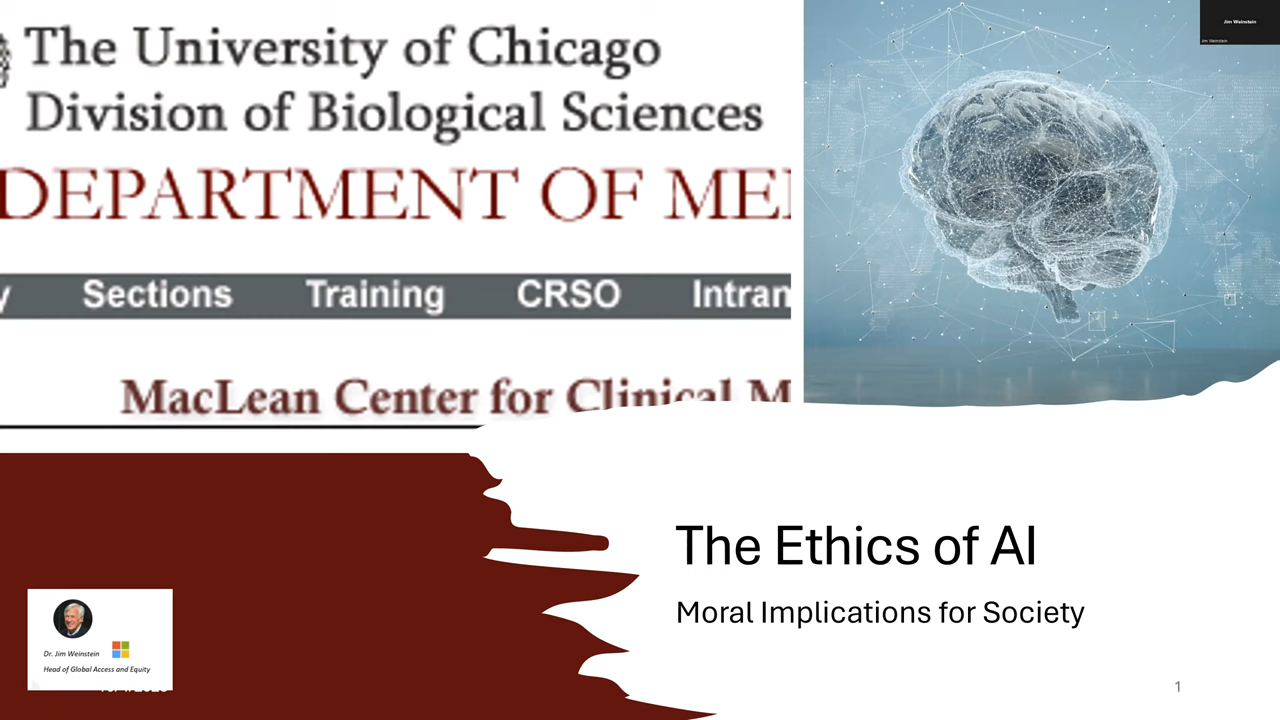 The University of Chicago
Division of Biological Sciences
DEPARTMENT OF ME
Sections Training CRSO Intran
MacLean Center for Clinical M
Jim Weinstein
Jim Weinstein
The Ethics of AI
Moral Implications for Society
Dr. Jim Weinstein
Head of Global Access and Equity
1